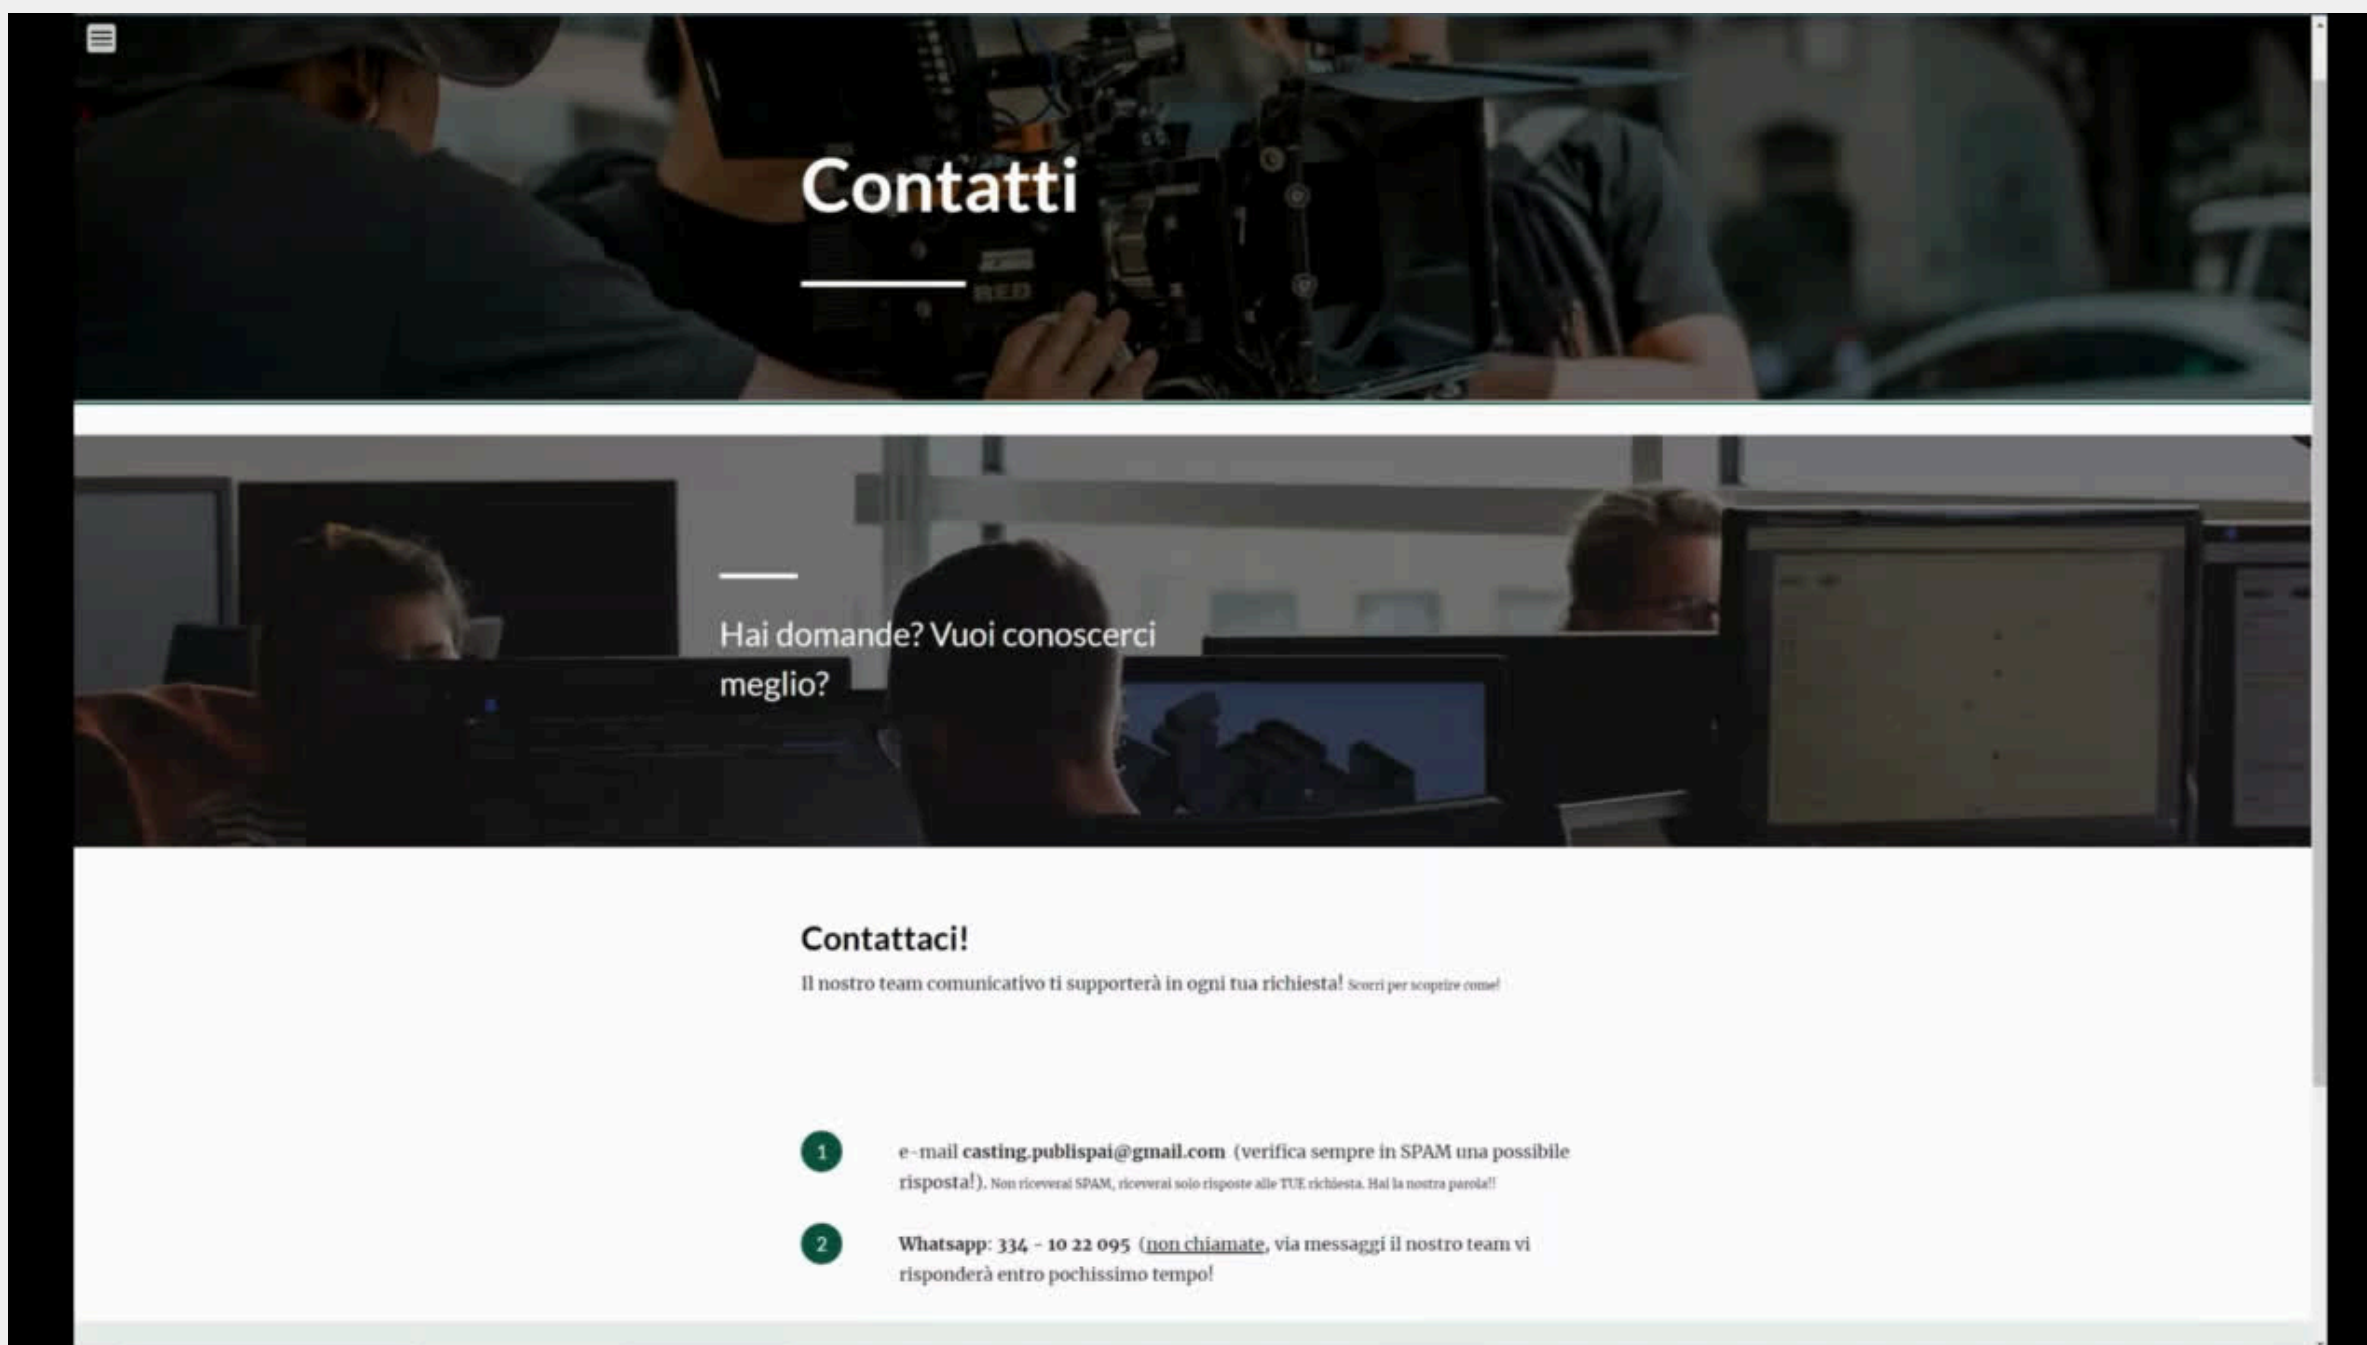 Contatti
RED
Hai domande? Vuoi conoscerci
meglio?
Contattaci!
Il nostro team comunicativo ti supporterà in ogni tua richiesta! Scorri per scoprire come!
1
e-mail casting.publispai@gmail.com (verifica sempre in SPAM una possibile
risposta!). Non riceverai SPAM, riceverai solo risposte alle TUE richiesta. Hai la nostra parola!!
2
Whatsapp: 334 - 10 22 095 (non chiamate, via messaggi il nostro team vi
risponderà entro pochissimo tempo!